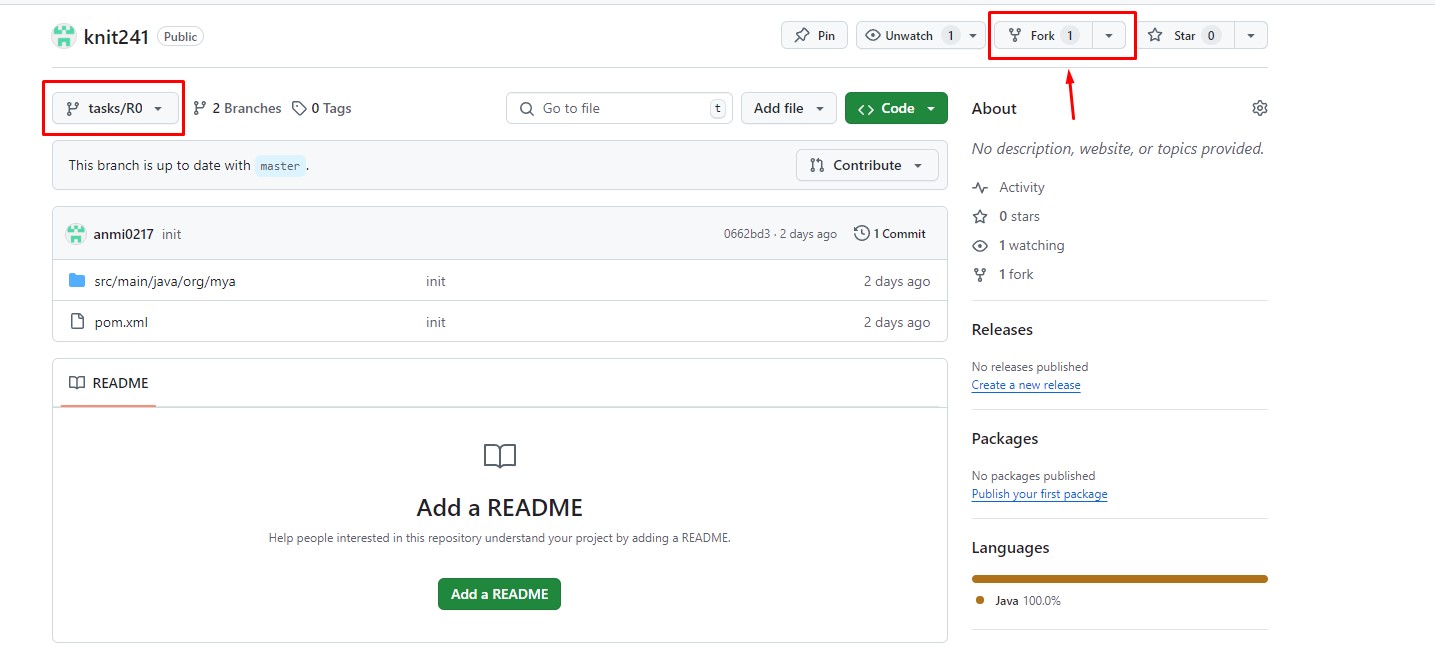 knit241 Public Pin Unwatch 1 Fork 1 Star 0
tasks/R0 2 Branches 0 Tags Go to file t Add file Code
This branch is up to date with master. Contribute
anmi0217 init 0662bd3 · 2 days ago 1 Commit
src/main/java/org/mya init 2 days ago
pom.xml init 2 days ago
README
Add a README
Help people interested in this repository understand your project by adding a README.
Add a README
About
No description, website, or topics provided.
Activity
0 stars
1 watching
1 fork
Releases
No releases published
Create a new release
Packages
No packages published
Publish your first package
Languages
Java 100.0%